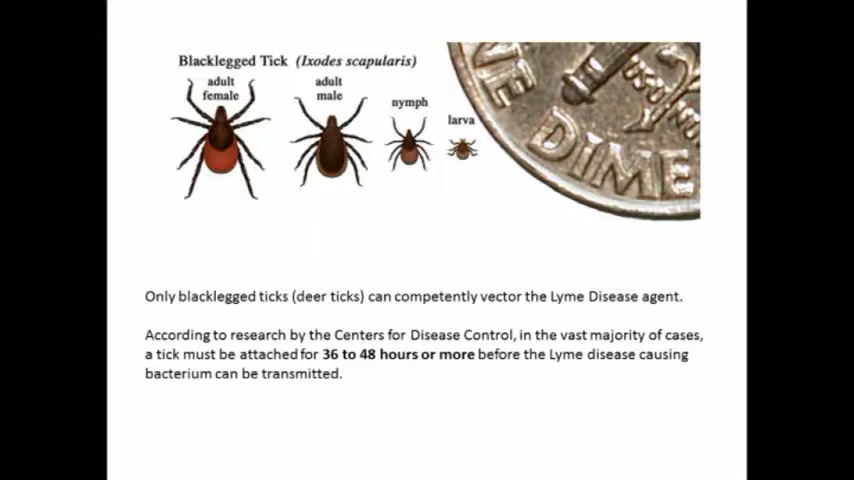 Blacklegged Tick (Ixodes scapularis)
adult
female
adult
male
nymph
larva
NE
DIME
Only blacklegged ticks (deer ticks) can competently vector the Lyme Disease agent.
According to research by the Centers for Disease Control, in the vast majority of cases,
a tick must be attached for 36 to 48 hours or more before the Lyme disease causing
bacterium can be transmitted.